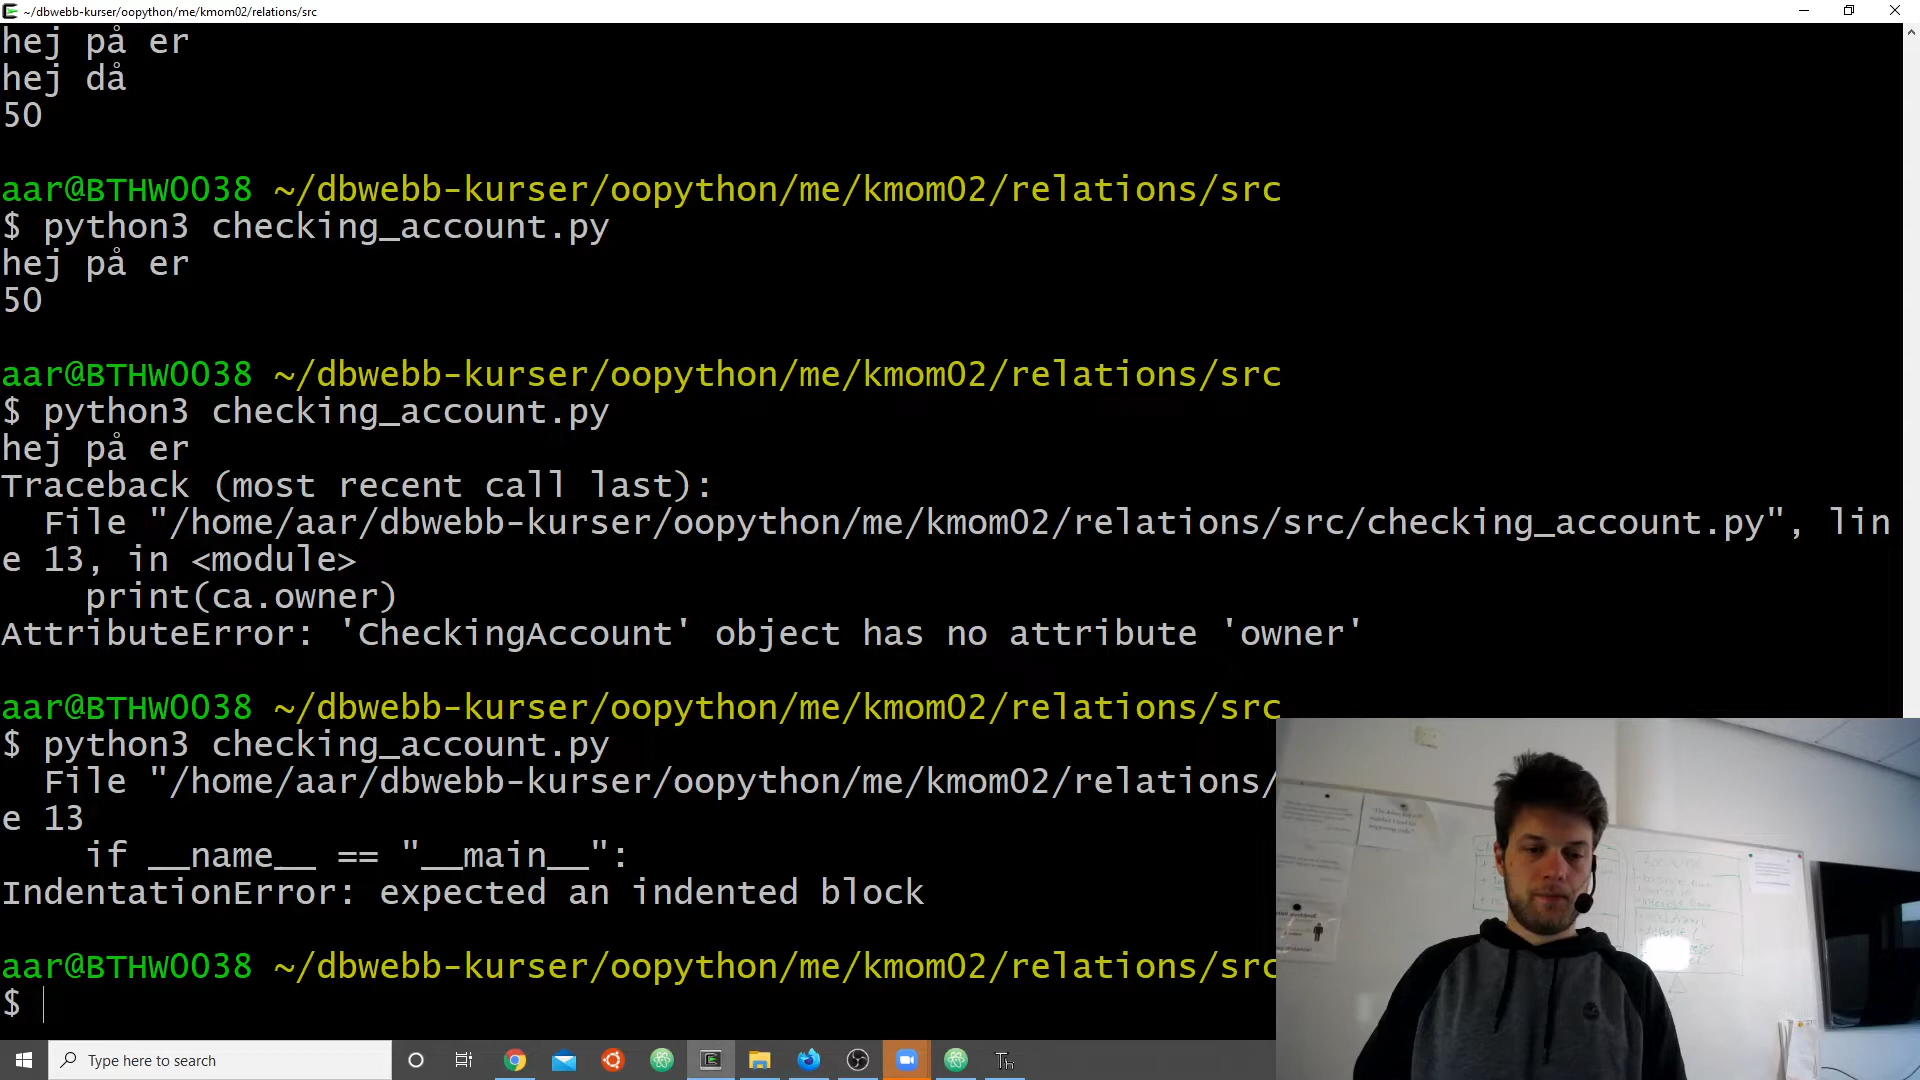 ~/dbwebb-kurser/oopython/me/kmom02/relations/src
hej på er
hej då
50
aar@BTHW0038 ~/dbwebb-kurser/oopython/me/kmom02/relations/src
$ python3 checking_account.py
hej på er
50
aar@BTHW0038 ~/dbwebb-kurser/oopython/me/kmom02/relations/src
$ python3 checking_account.py
hej på er
Traceback (most recent call last):
File "/home/aar/dbwebb-kurser/oopython/me/kmom02/relations/src/checking_account.py", lin
e 13, in <module>
print(ca.owner)
AttributeError: 'CheckingAccount' object has no attribute 'owner'
aar@BTHW0038 ~/dbwebb-kurser/oopython/me/kmom02/relations/src
$ python3 checking_account.py
File "/home/aar/dbwebb-kurser/oopython/me/kmom02/relations/
e 13
if __name__ == "__main__":
IndentationError: expected an indented block
aar@BTHW0038 ~/dbwebb-kurser/oopython/me/kmom02/relations/src
$
Type here to search